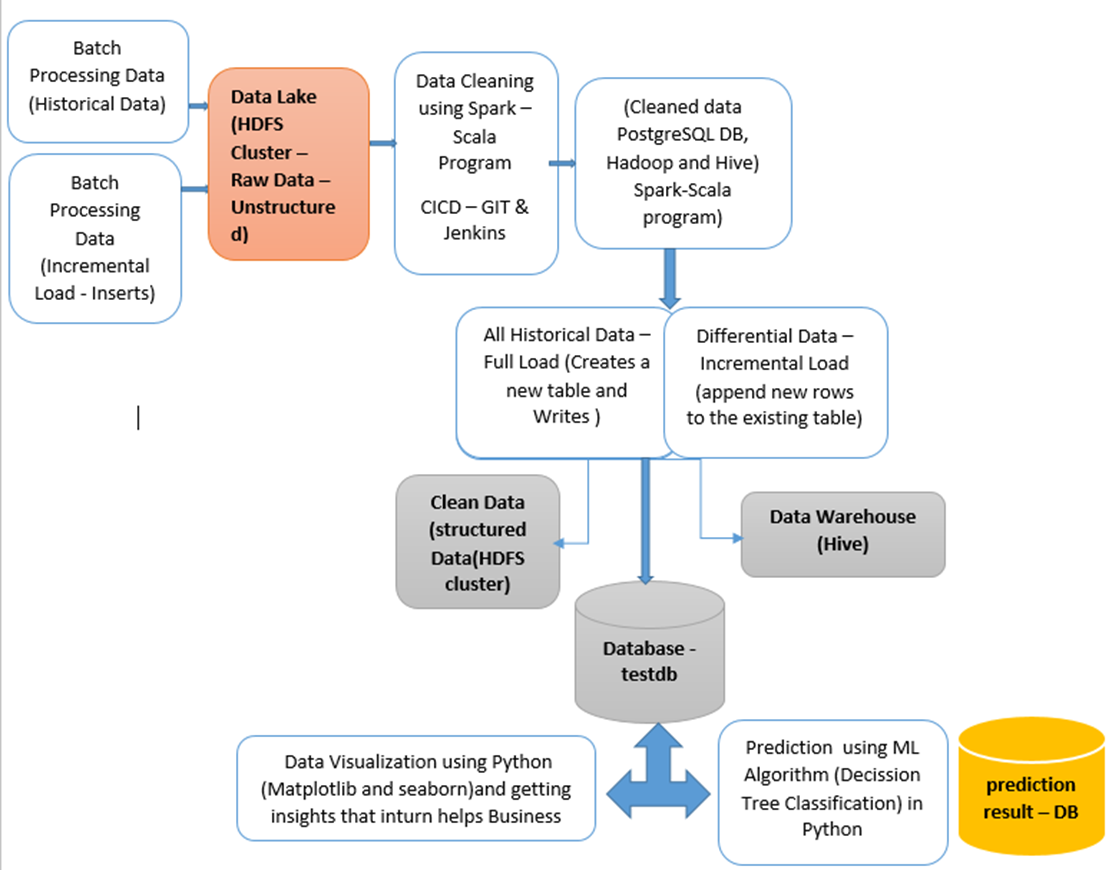 Batch
Processing Data
(Historical Data)
Batch
Processing
Data
(Incremental
Load - Inserts)
Data Lake
(HDFS
Cluster –
Raw Data –
Unstructure
d)
Data Cleaning
using Spark –
Scala
Program
CICD – GIT &
Jenkins
(Cleaned data
PostgreSQL DB,
Hadoop and Hive)
Spark-Scala
program)
All Historical Data –
Full Load (Creates a
new table and
Writes )
Differential Data –
Incremental Load
(append new rows
to the existing table)
Clean Data
(structured
Data(HDFS
cluster)
Data Warehouse
(Hive)
Database -
testdb
Data Visualization using Python
(Matplotlib and seaborn)and getting
insights that inturn helps Business
Prediction  using ML
Algorithm (Decission
Tree Classification) in
Python
prediction
result – DB